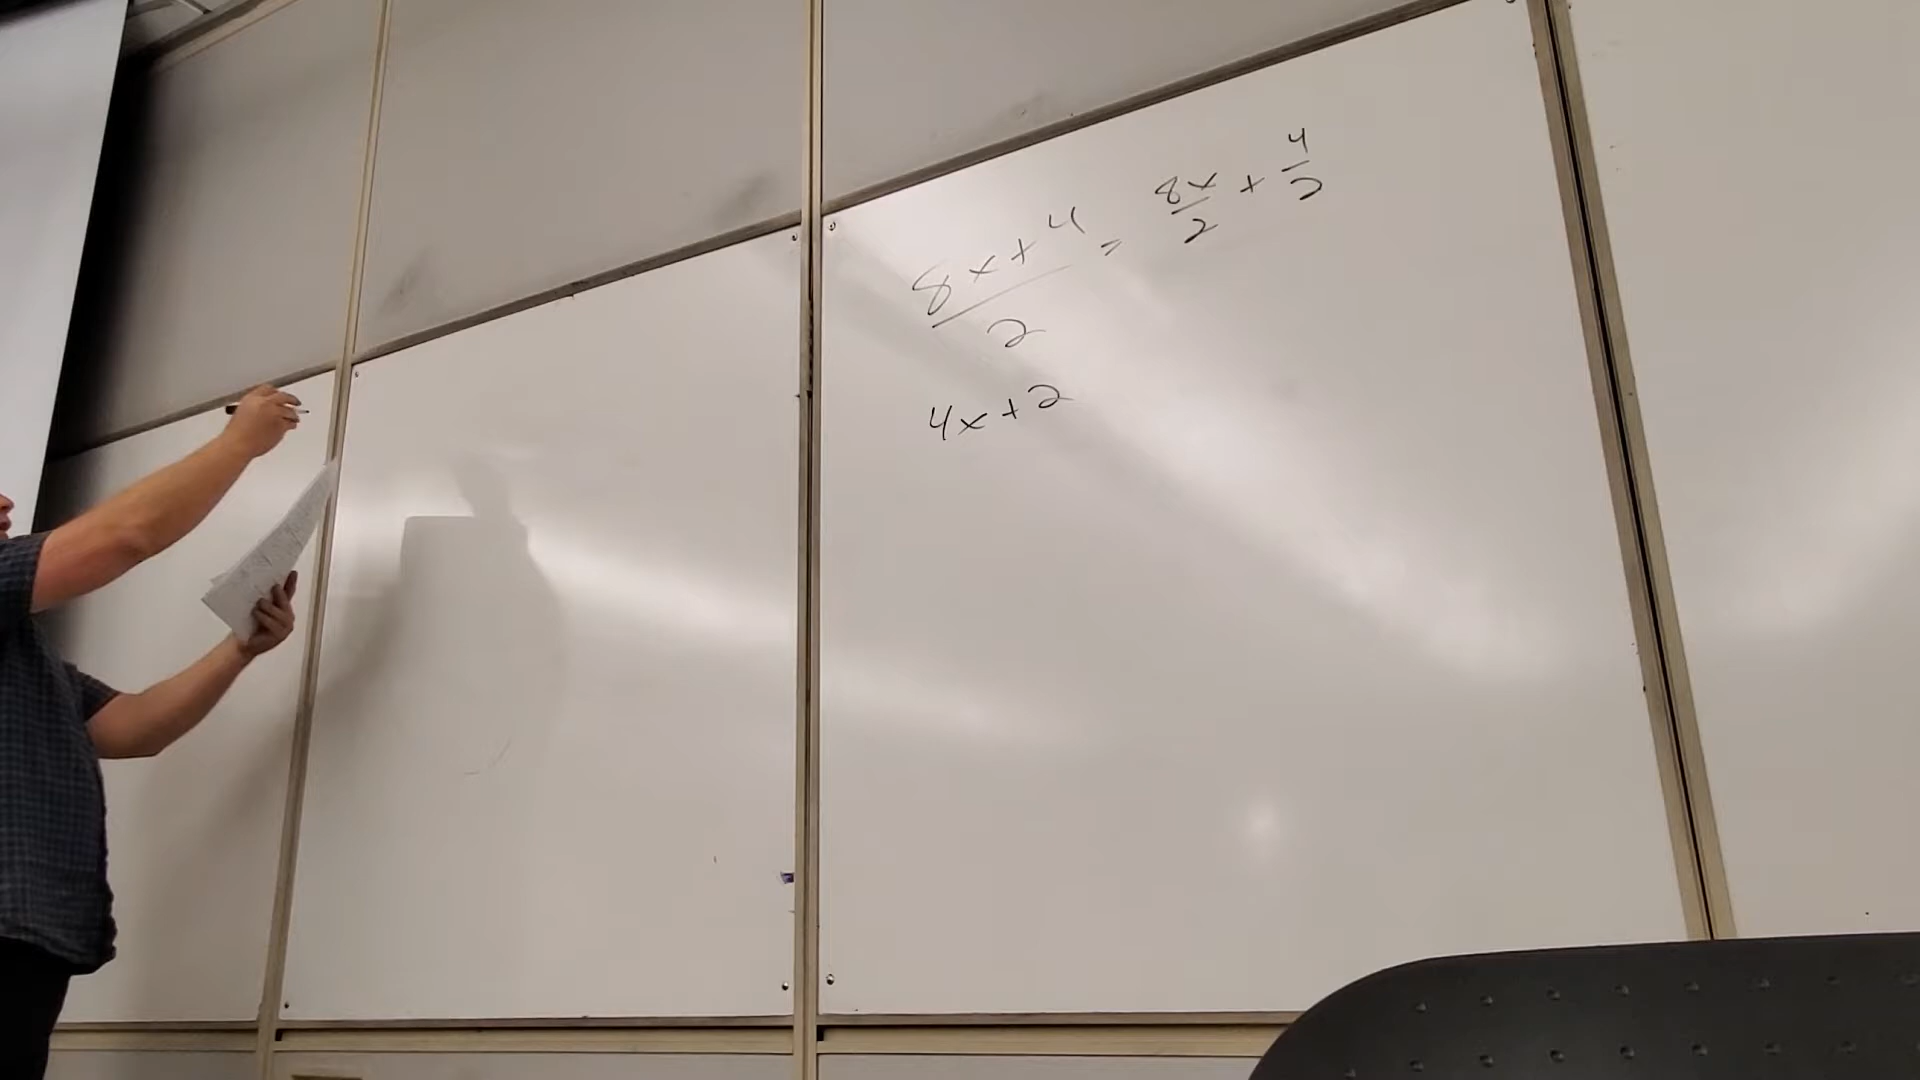 (8x+4)/2 = 8x/2 + 4/2
4x+2